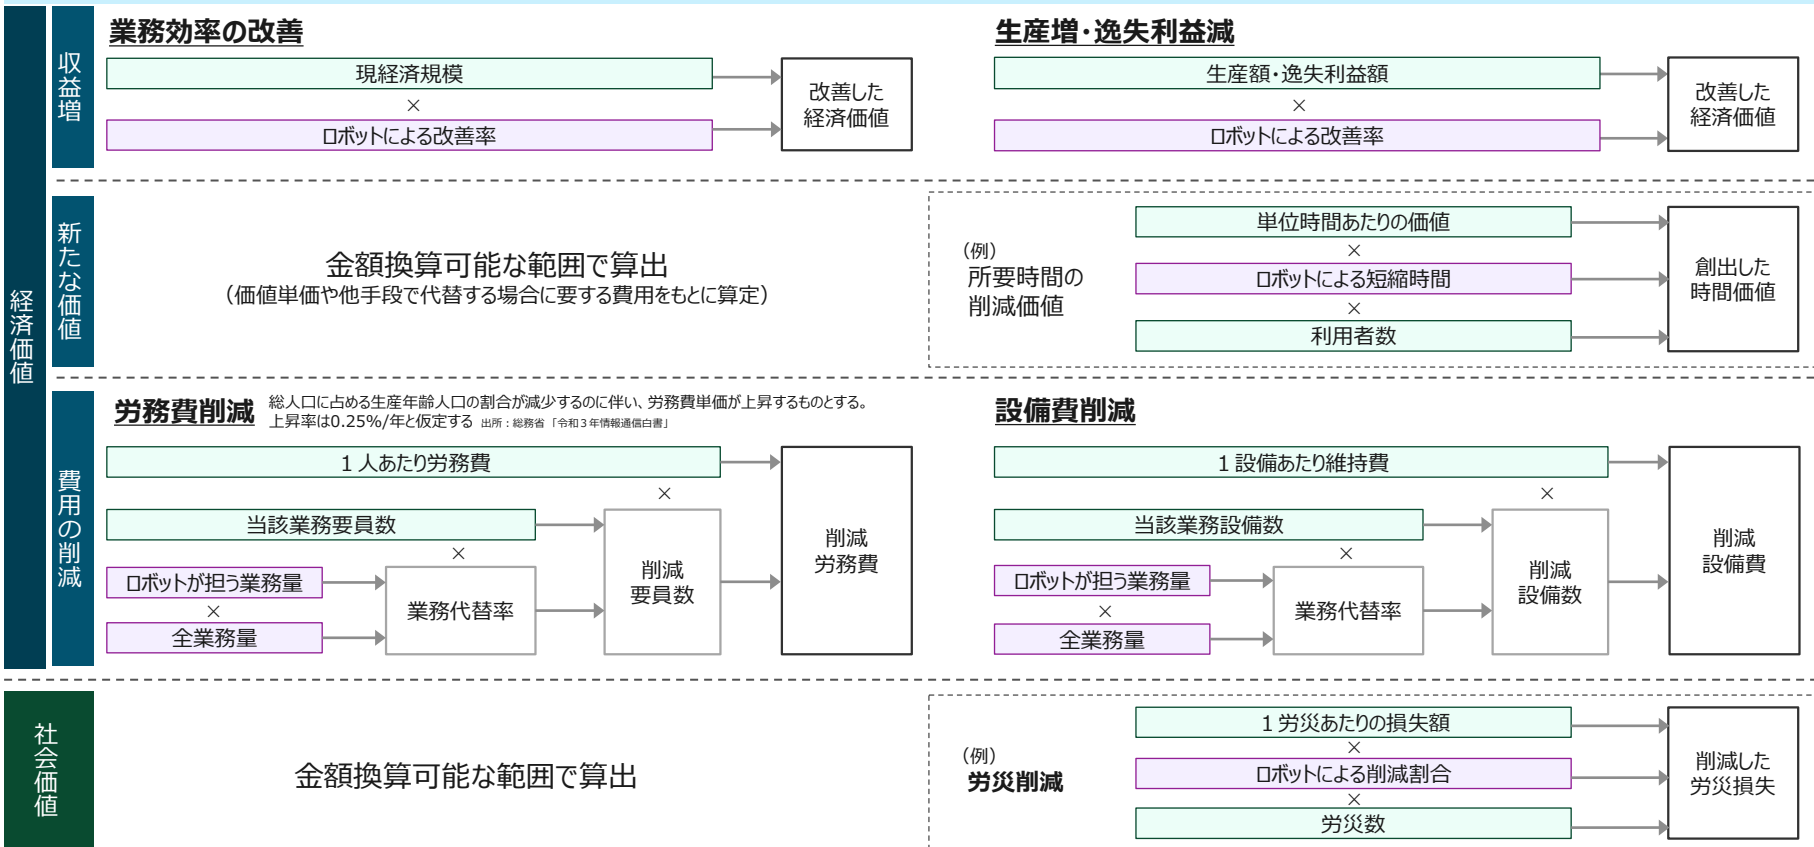 経済価値
収益増
業務効率の改善
現経済規模
×
ロボットによる改善率
改善した
経済価値
生産増・逸失利益減
生産額・逸失利益額
×
ロボットによる改善率
改善した
経済価値
新たな価値
金額換算可能な範囲で算出
（価値単価や他手段で代替する場合に要する費用をもとに算定）
（例）
所要時間の
削減価値
単位時間あたりの価値
×
ロボットによる短縮時間
×
利用者数
創出した
時間価値
費用の削減
労務費削減
総人口に占める生産年齢人口の割合が減少するのに伴い、労務費単価が上昇するものとする。
上昇率は0.25%/年と仮定する 出所：総務省「令和３年情報通信白書」
１人あたり労務費
×
当該業務要員数
×
ロボットが担う業務量
×
全業務量
業務代替率
削減
要員数
削減
労務費
設備費削減
１設備あたり維持費
×
当該業務設備数
×
ロボットが担う業務量
×
全業務量
業務代替率
削減
設備数
削減
設備費
社会価値
金額換算可能な範囲で算出
（例）
労災削減
１労災あたりの損失額
×
ロボットによる削減割合
×
労災数
削減した
労災損失